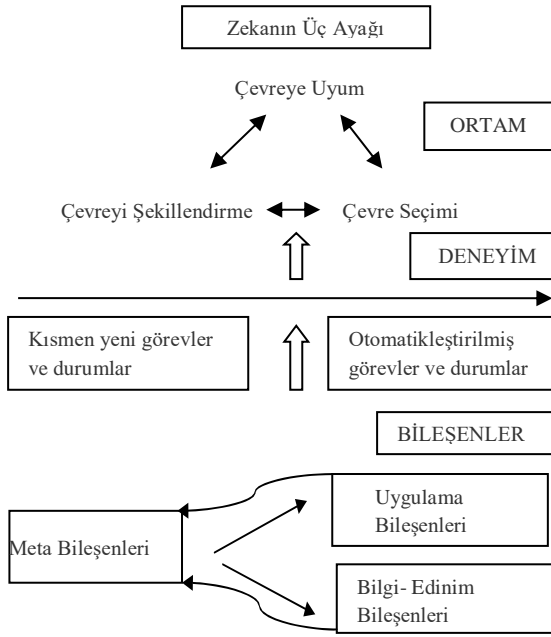 Zekanın Üç Ayağı
Çevreye Uyum
ORTAM
Çevreyi Şekillendirme
Çevre Seçimi
DENEYİM
Kısmen yeni görevler
ve durumlar
Otomatikleştirilmiş
görevler ve durumlar
BİLEŞENLER
Uygulama
Bileşenleri
Meta Bileşenleri
Bilgi- Edinim
Bileşenleri